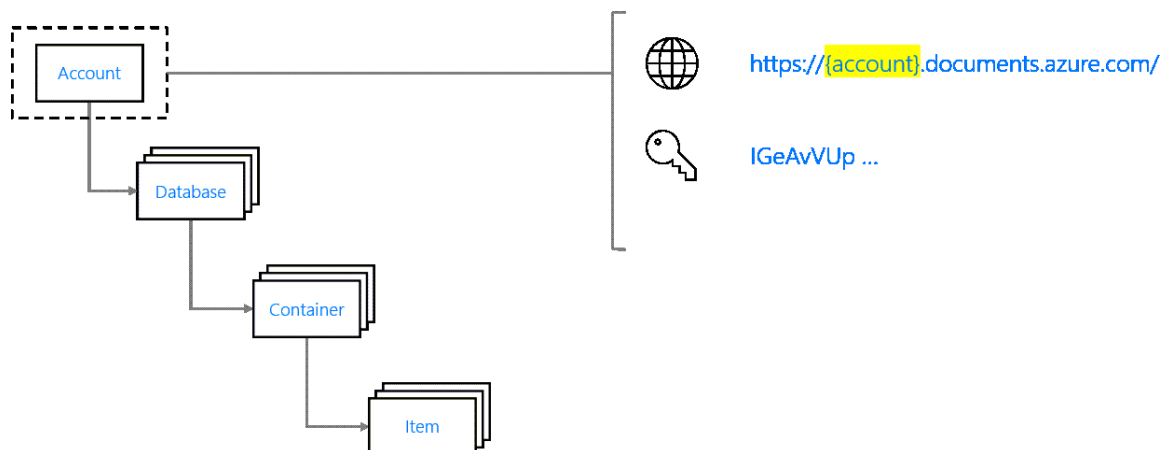 Account
https://{account}.documents.azure.com/
IGeAvVUp ...
Database
Container
Item